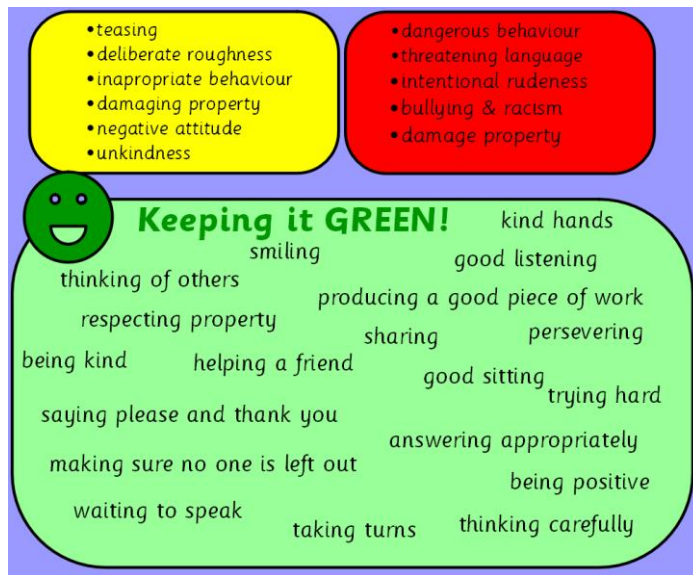 •teasing
•deliberate roughness
•inapropriate behaviour
•damaging property
•negative attitude
•unkindness
•dangerous behaviour
•threatening language
•intentional rudeness
•bullying & racism
•damage property
Keeping it GREEN!
kind hands
smiling
good listening
thinking of others
producing a good piece of work
respecting property
sharing
persevering
being kind
helping a friend
good sitting
trying hard
saying please and thank you
answering appropriately
making sure no one is left out
being positive
waiting to speak
taking turns
thinking carefully